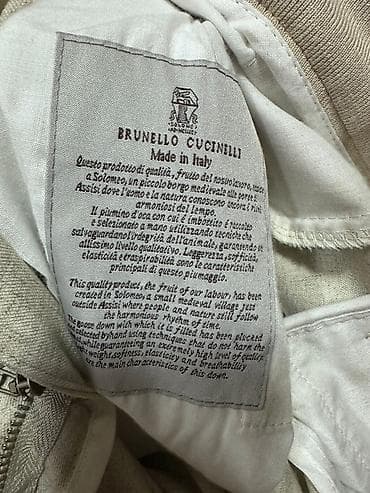 SOLOMEO
BRUNELLO CUCINELLI
Made in Italy
Questo prodotto di qualità, frutto del nostro lavoro, nasce
a Solomeo, un piccolo borgo medievale alle porte di
Assisi dove l'uomo e la natura conoscono ancora i ritmi
armoniosi del tempo.
Il piumino d'oca con cui è imbottito è raccolto
e selezionato a mano utilizzando tecniche che
salvaguardano l'integrità dell'animale, garantendo un
altissimo livello qualitativo. Leggerezza, sofficità,
elasticità e traspirabilità sono le caratteristiche
principali di questo piumaggio.
This quality product, the fruit of our labour, has been
created in Solomeo, a small medieval village just
outside Assisi where people and nature still follow
the harmonious rhythm of time.
goose down with which it is filled has been plucked
selected by hand using techniques that do not harm the
while guaranteeing an extremely high level of quality
weight, softness, elasticity and breathability
are the main characteristics of this down.